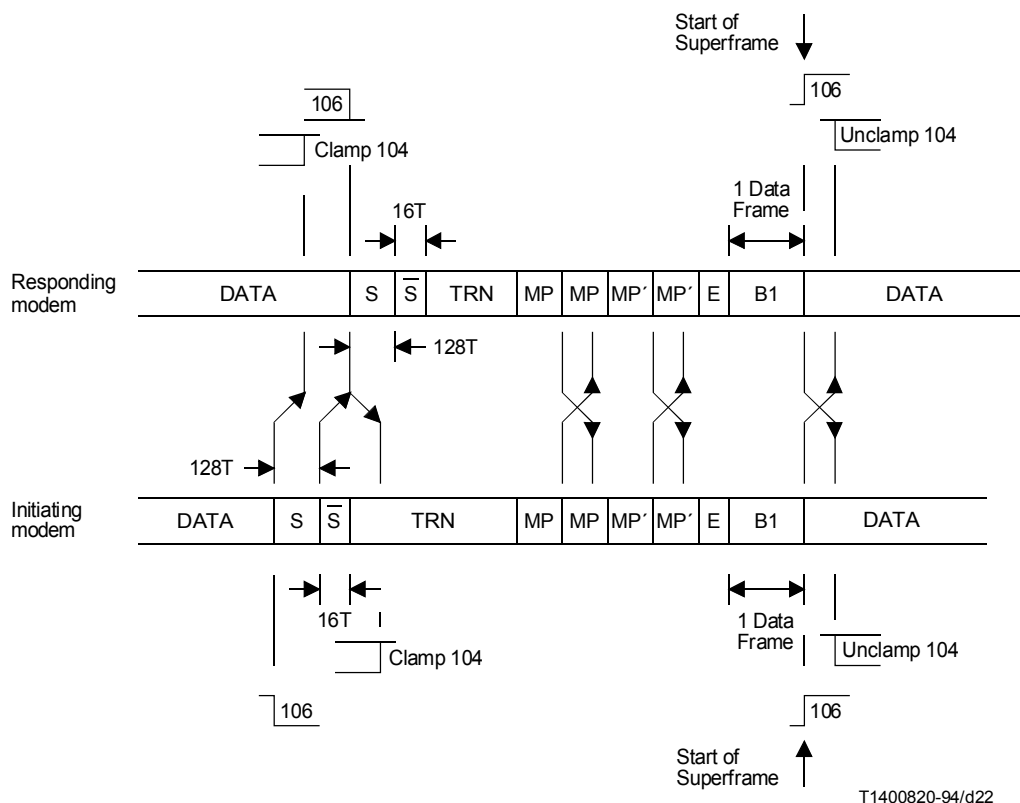 Start of
Superframe
106
106
Clamp 104
Unclamp 104
1 Data
Frame
16T
Responding
modem
DATA
S
S̅
TRN
MP
MP
MP′
MP′
E
B1
DATA
128T
128T
Initiating
modem
DATA
S
S̅
TRN
MP
MP
MP′
MP′
E
B1
DATA
16T
1 Data
Frame
Clamp 104
Unclamp 104
106
106
Start of
Superframe
T1400820-94/d22